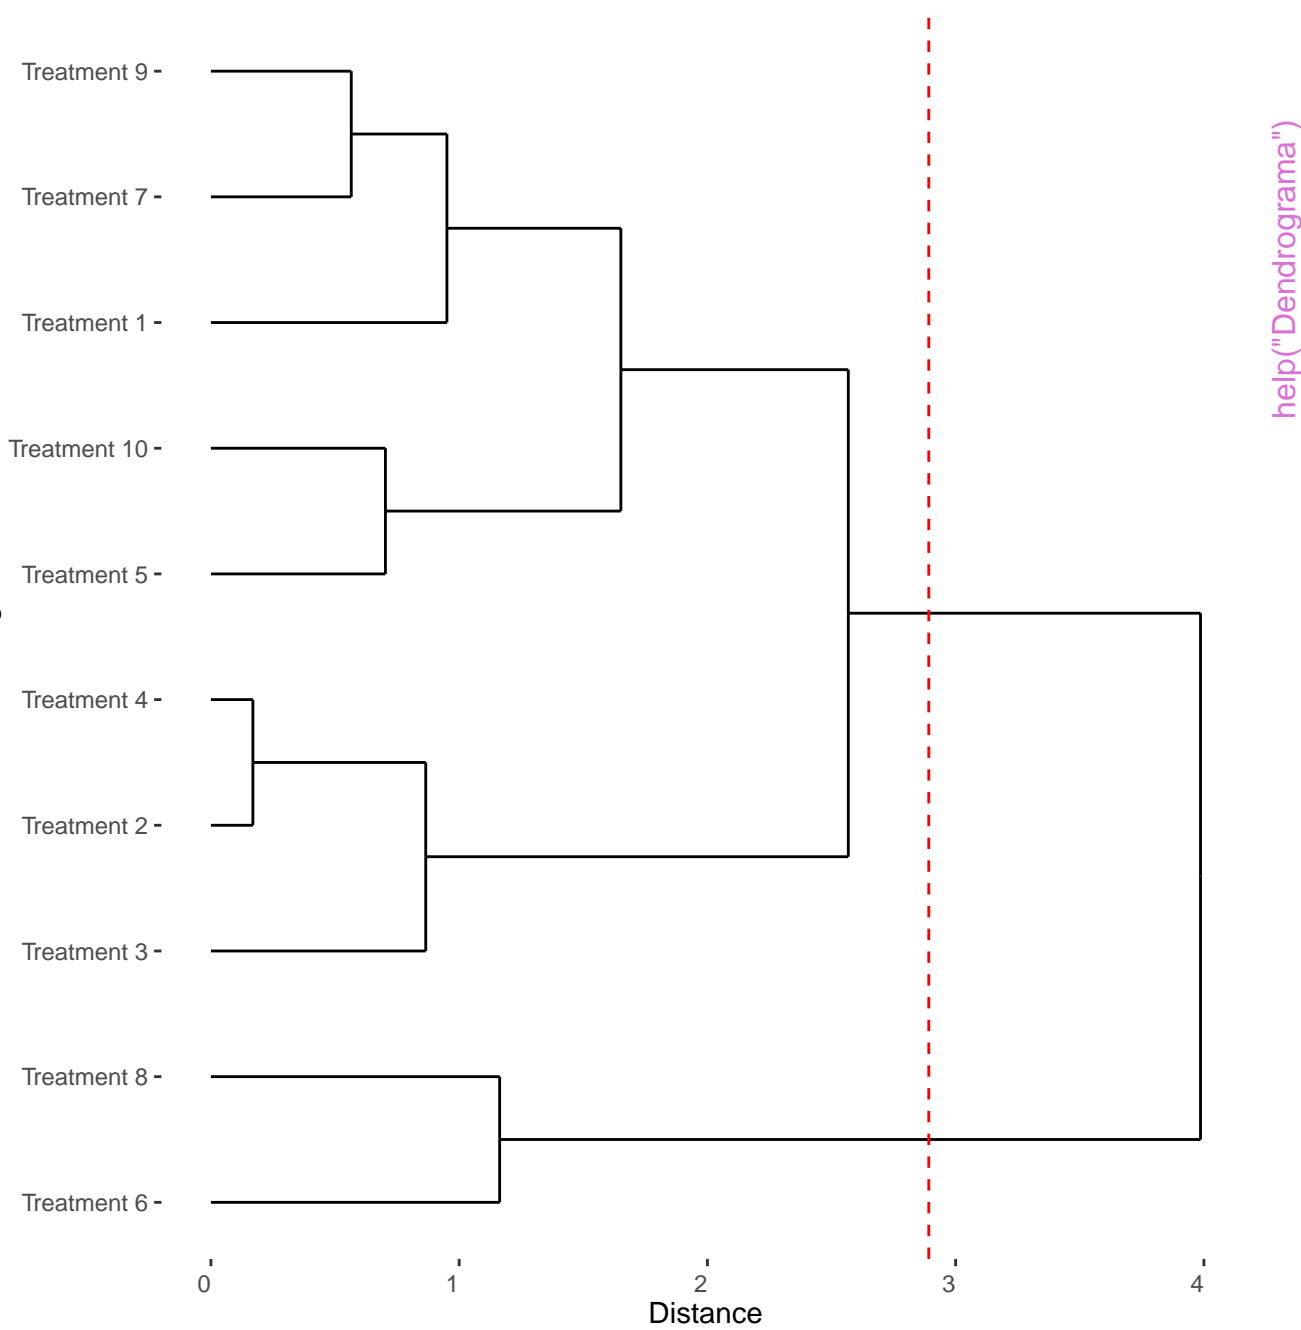 Treatment 9
Treatment 7
Treatment 1
Treatment 10
Treatment 5
Treatment 4
Treatment 2
Treatment 3
Treatment 8
Treatment 6
0 1 2 3 4
Distance
help("Dendrograma")